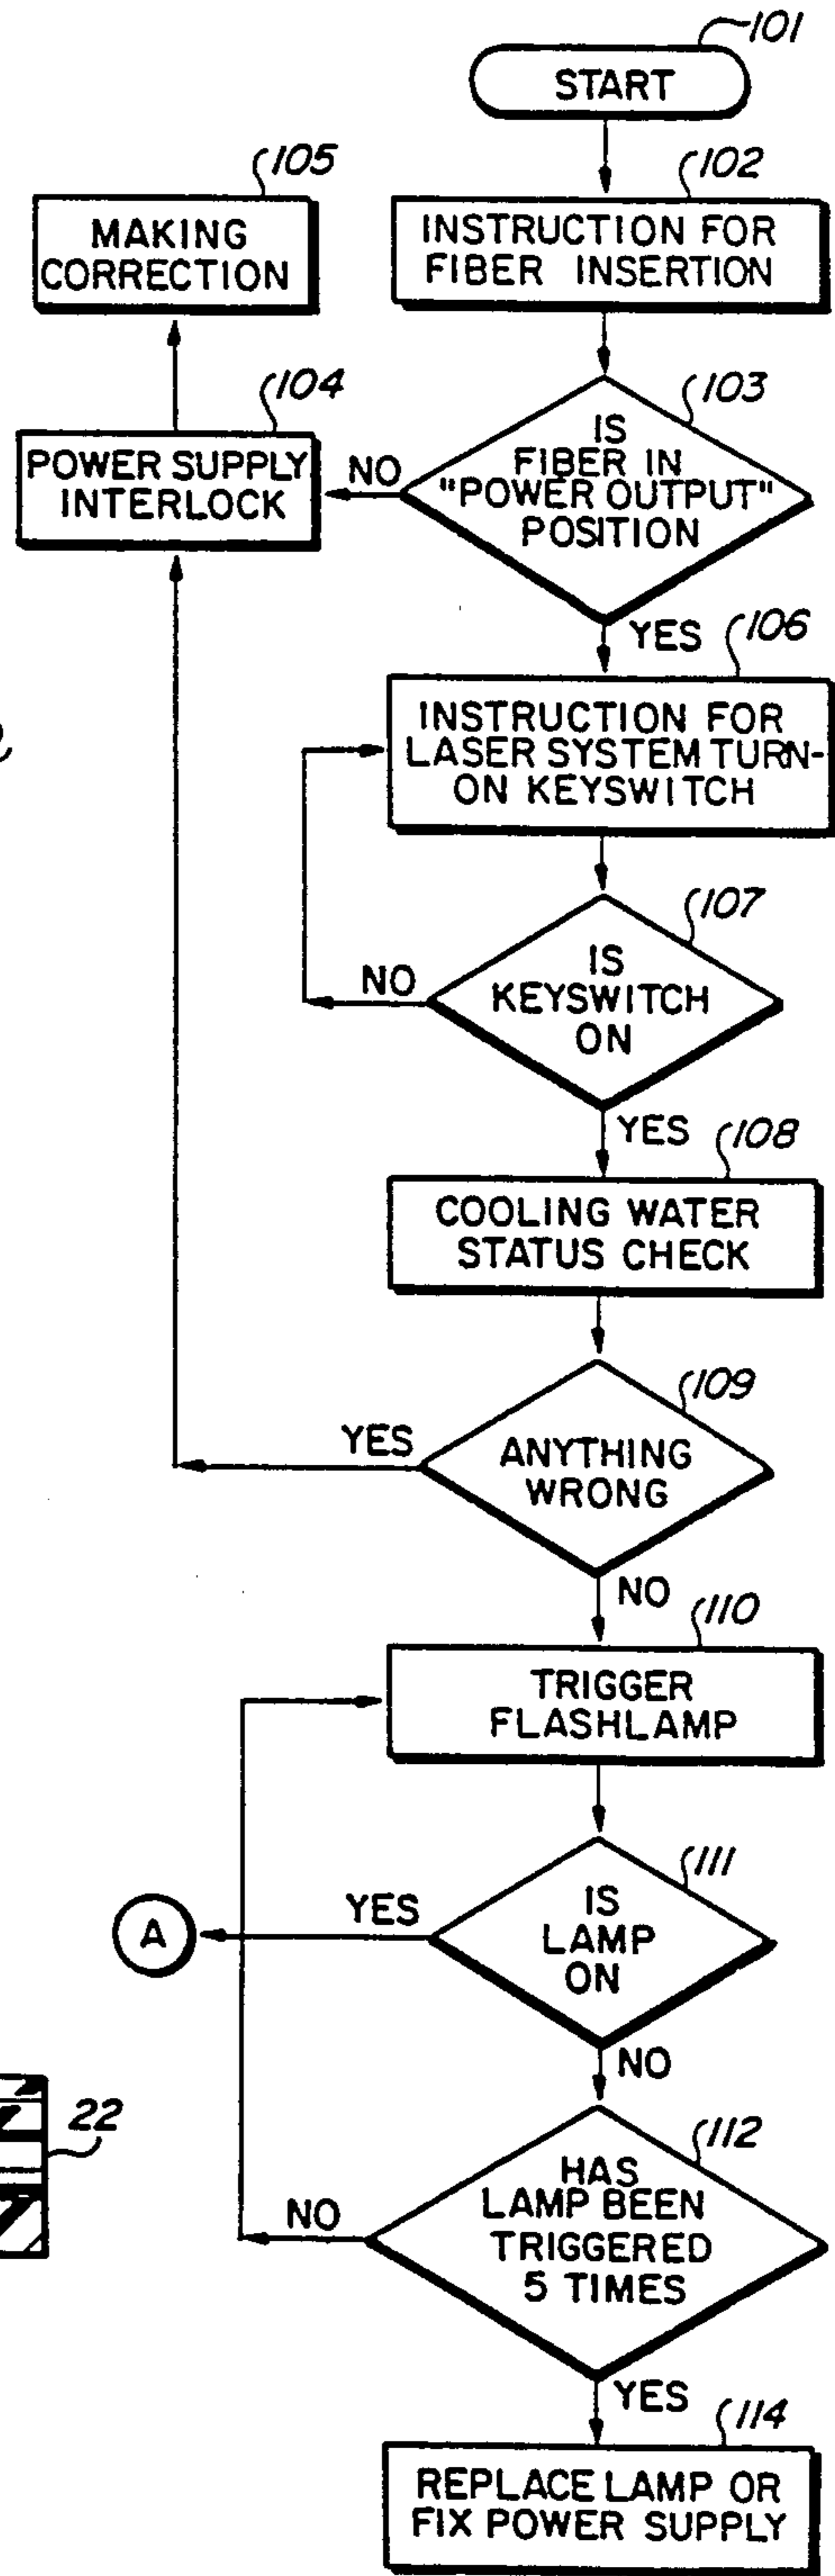 101
START
105
102
MAKING
CORRECTION
INSTRUCTION FOR
FIBER INSERTION
104
103
POWER SUPPLY
INTERLOCK
NO
IS
FIBER IN
"POWER OUTPUT"
POSITION
YES
106
INSTRUCTION FOR
LASER SYSTEM TURN-
ON KEYSWITCH
107
NO
IS
KEYSWITCH
ON
YES
108
COOLING WATER
STATUS CHECK
109
YES
ANYTHING
WRONG
NO
110
TRIGGER
FLASHLAMP
111
A
YES
IS
LAMP
ON
NO
22
112
NO
HAS
LAMP BEEN
TRIGGERED
5 TIMES
YES
114
REPLACE LAMP OR
FIX POWER SUPPLY